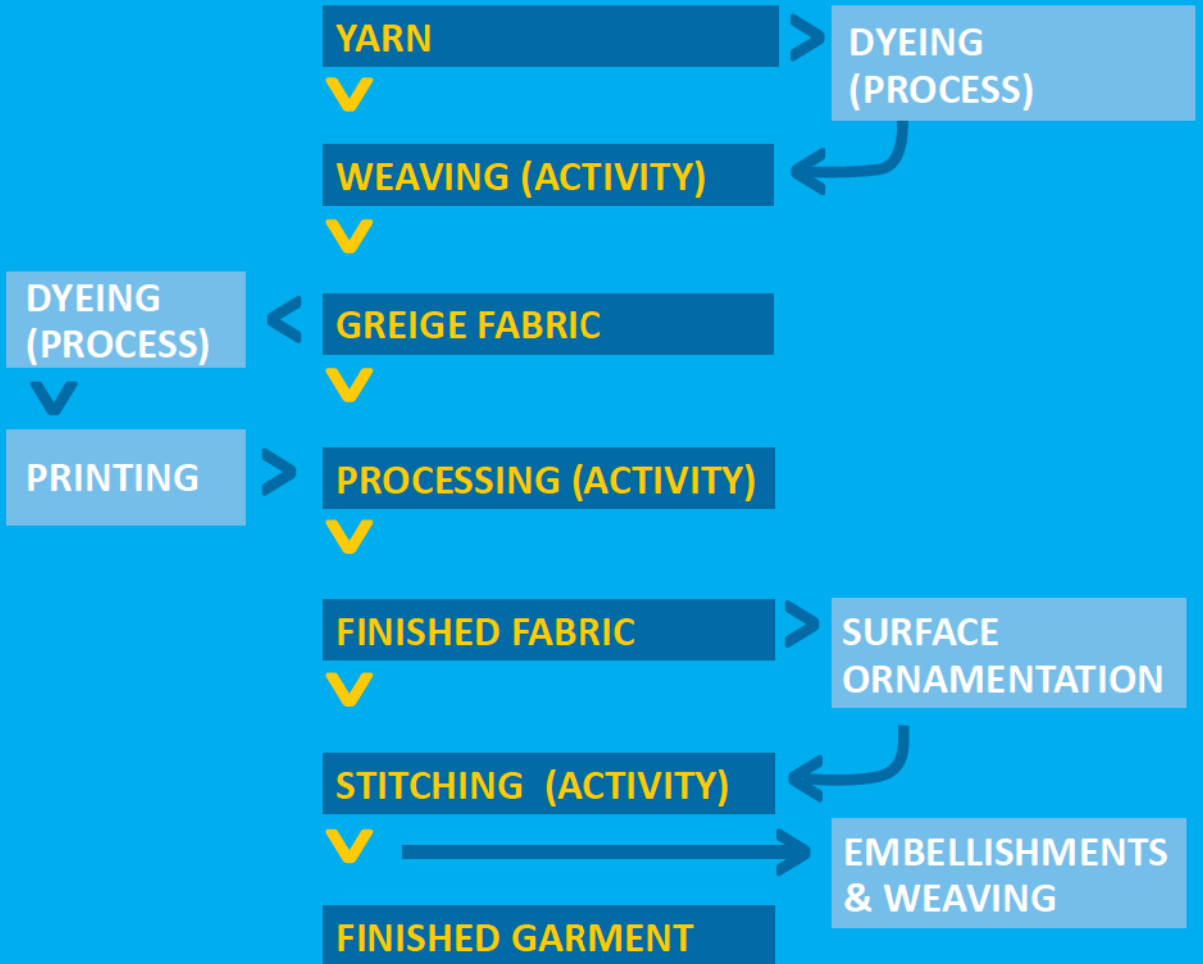 YARN
DYEING
(PROCESS)
WEAVING (ACTIVITY)
DYEING
(PROCESS)
GREIGE FABRIC
PRINTING
PROCESSING (ACTIVITY)
FINISHED FABRIC
SURFACE
ORNAMENTATION
STITCHING (ACTIVITY)
EMBELLISHMENTS
& WEAVING
FINISHED GARMENT